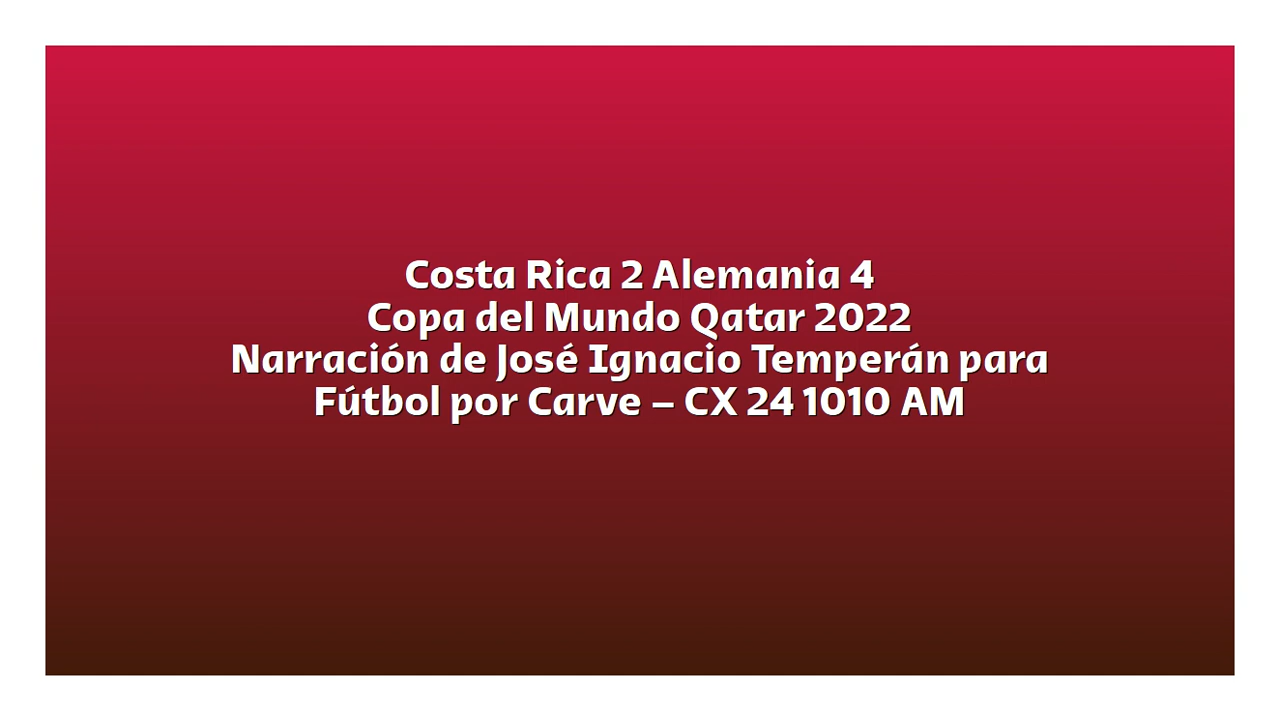 Costa Rica 2 Alemania 4
Copa del Mundo Qatar 2022
Narración de José Ignacio Temperán para
Fútbol por Carve – CX 24 1010 AM